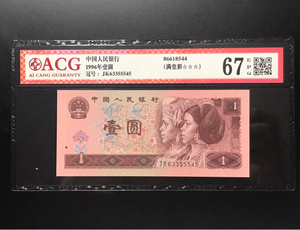 ACG
AI CANG GUARANTY
中国人民银行
1996年壹圆
冠号：JK63355545
86618544
(满堂彩☆☆☆)
67 EPQ
中国人民银行
1
壹圆
1
JK63355545